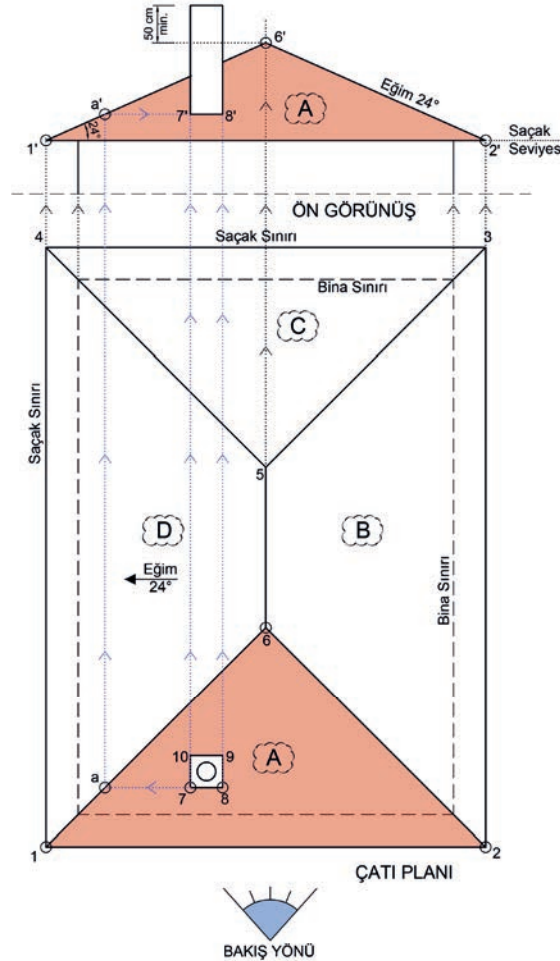 50 cm
min.
6'
Eğim 24°
a'
7' 8'
A
24°
1'
2'
Saçak
Seviyesi
ÖN GÖRÜNÜŞ
4
Saçak Sınırı
3
Bina Sınırı
C
Saçak Sınırı
5
D
B
Eğim
24°
Bina Sınırı
6
10 9
A
a
7 8
1
2
ÇATI PLANI
BAKIŞ YÖNÜ